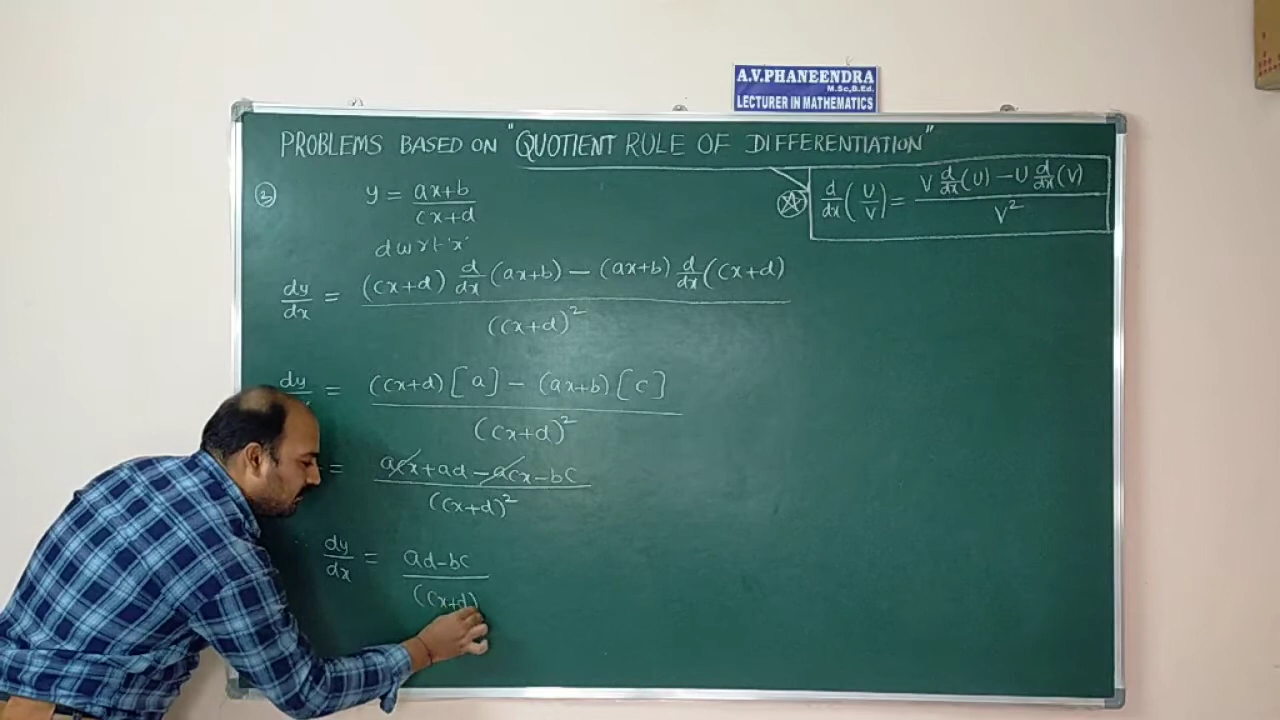 A.V.PHANEENDRA
M.Sc,B.Ed.
LECTURER IN MATHEMATICS
PROBLEMS BASED ON "QUOTIENT RULE OF DIFFERENTIATION"
d/dx (U/V) = (V d/dx (U) - U d/dx (V)) / V²
② y = (ax+b) / (cx+d)
d w r t 'x'
dy/dx = ((cx+d) d/dx (ax+b) - (ax+b) d/dx (cx+d)) / (cx+d)²
dy = ((cx+d) [a] - (ax+b) [c]) / (cx+d)²
= (acx+ad-acx-bc) / (cx+d)²
dy/dx = (ad-bc) / (cx+d)